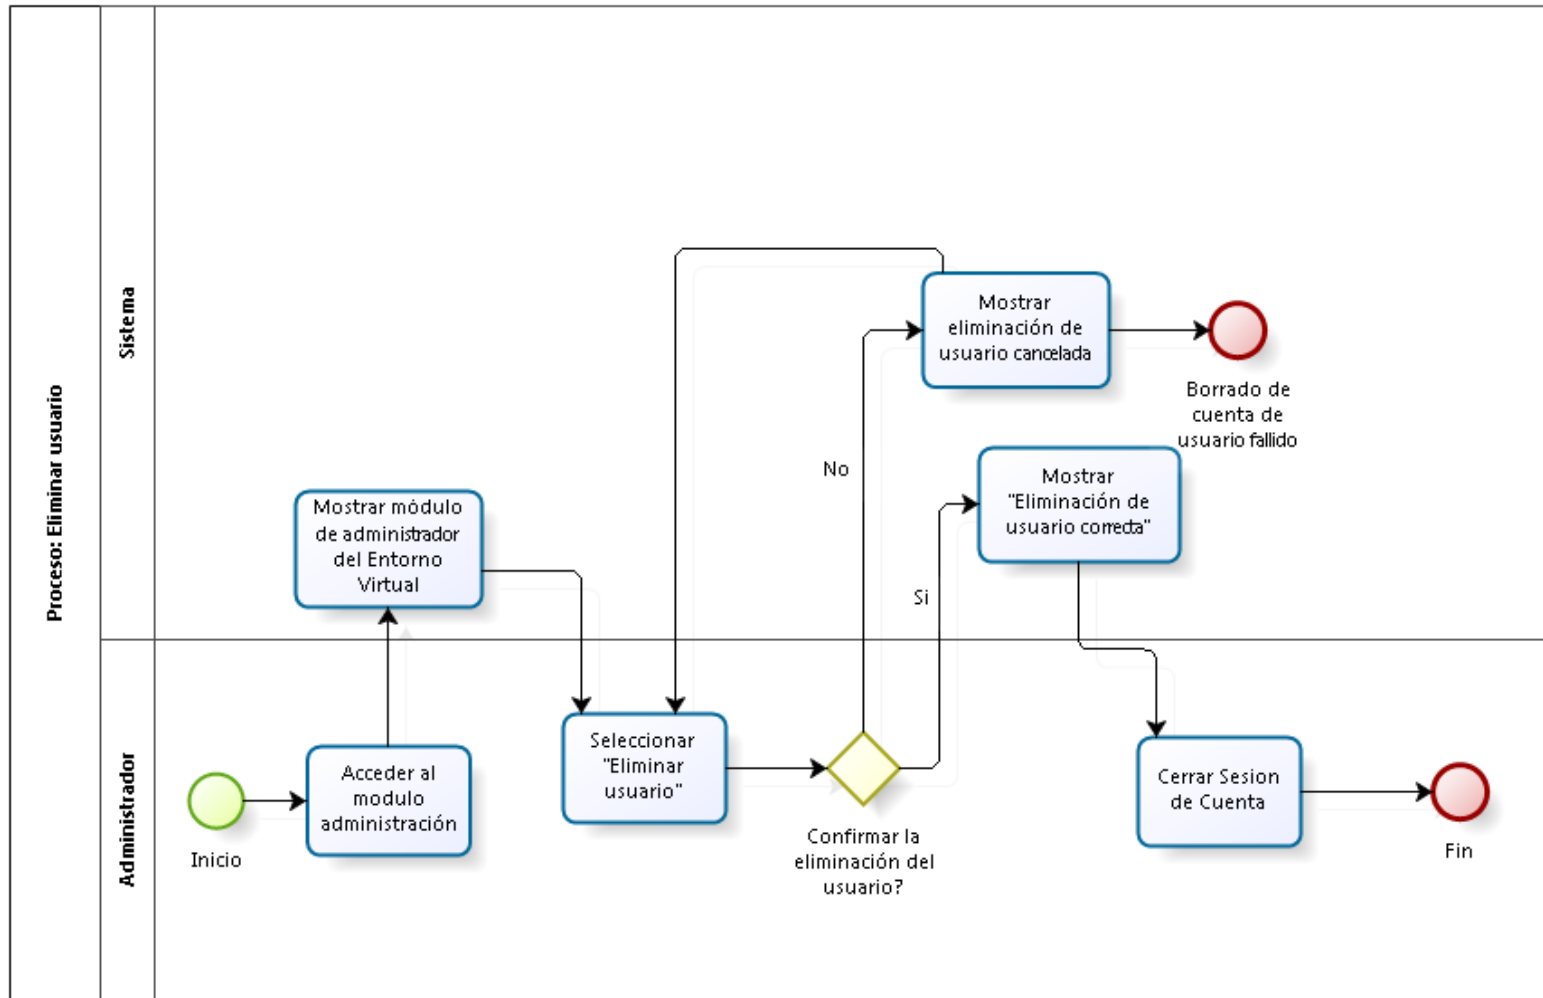 Proceso: Eliminar usuario
Sistema
Administrador
Mostrar
eliminación de
usuario cancelada
Borrado de
cuenta de
usuario fallido
No
Mostrar
"Eliminación de
usuario correcta"
Mostrar módulo
de administrador
del Entorno
Virtual
Si
Seleccionar
"Eliminar
usuario"
Acceder al
modulo
administración
Cerrar Sesion
de Cuenta
Inicio
Confirmar la
eliminación del
usuario?
Fin